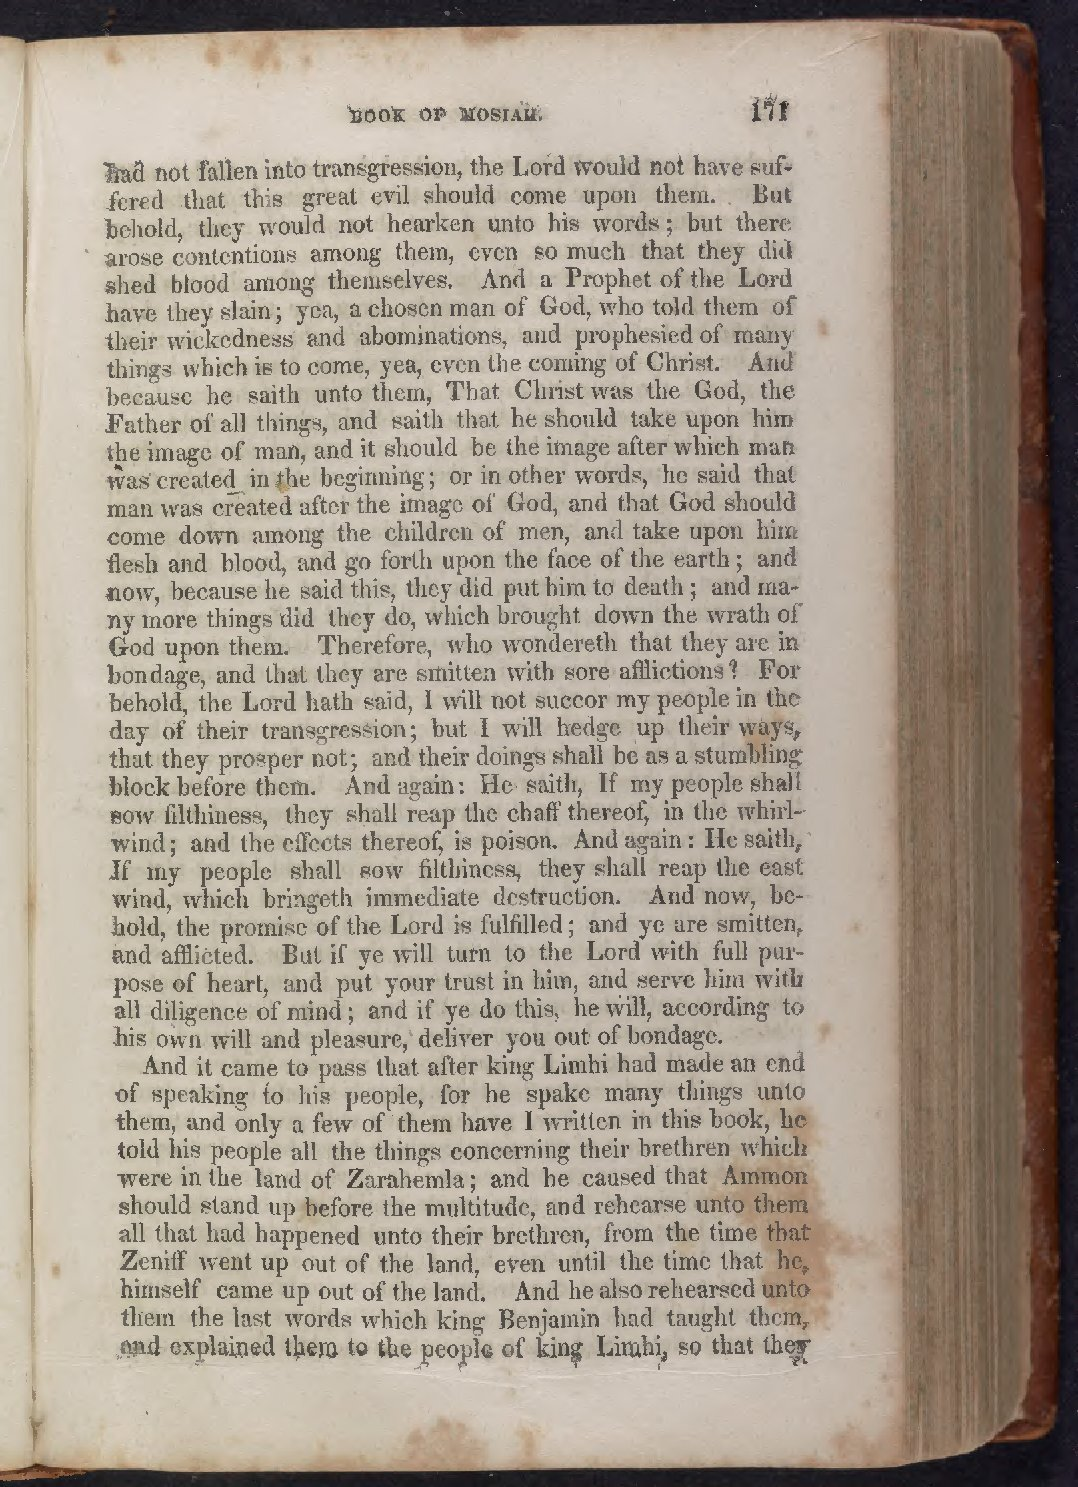 BOOK OF MOSIAH. 171
had not fallen into transgression, the Lord would not have suf-
fered that this great evil should come upon them. But
behold, they would not hearken unto his words; but there
arose contentions among them, even so much that they did
shed blood among themselves. And a Prophet of the Lord
have they slain; yea, a chosen man of God, who told them of
their wickedness and abominations, and prophesied of many
things which is to come, yea, even the coming of Christ. And
because he saith unto them, That Christ was the God, the
Father of all things, and saith that he should take upon him
the image of man, and it should be the image after which man
was created in the beginning; or in other words, he said that
man was created after the image of God, and that God should
come down among the children of men, and take upon him
flesh and blood, and go forth upon the face of the earth; and
now, because he said this, they did put him to death; and ma-
ny more things did they do, which brought down the wrath of
God upon them. Therefore, who wondereth that they are in
bondage, and that they are smitten with sore afflictions? For
behold, the Lord hath said, I will not succor my people in the
day of their transgression; but I will hedge up their ways,
that they prosper not; and their doings shall be as a stumbling
block before them. And again: He saith, If my people shall
sow filthiness, they shall reap the chaff thereof, in the whirl-
wind; and the effects thereof, is poison. And again: He saith,
If my people shall sow filthiness, they shall reap the east
wind, which bringeth immediate destruction. And now, be-
hold, the promise of the Lord is fulfilled; and ye are smitten,
and afflicted. But if ye will turn to the Lord with full pur-
pose of heart, and put your trust in him, and serve him with
all diligence of mind; and if ye do this, he will, according to
his own will and pleasure, deliver you out of bondage.
And it came to pass that after king Limhi had made an end
of speaking to his people, for he spake many things unto
them, and only a few of them have I written in this book, he
told his people all the things concerning their brethren which
were in the land of Zarahemla; and he caused that Ammon
should stand up before the multitude, and rehearse unto them
all that had happened unto their brethren, from the time that
Zeniff went up out of the land, even until the time that he,
himself came up out of the land. And he also rehearsed unto
them the last words which king Benjamin had taught them,
and explained them to the people of king Limhi, so that they